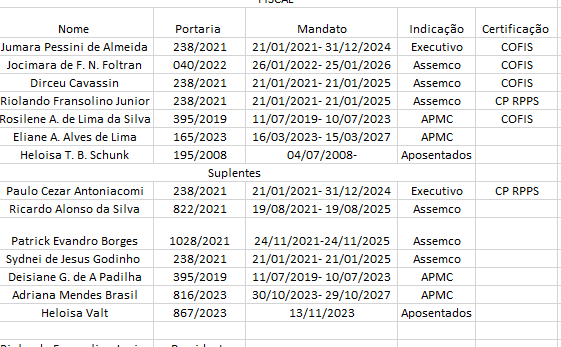 FISCAL
Nome Portaria Mandato Indicação Certificação
Jumara Pessini de Almeida 238/2021 21/01/2021- 31/12/2024 Executivo COFIS
Jocimara de F. N. Foltran 040/2022 26/01/2022- 25/01/2026 Assemco COFIS
Dirceu Cavassin 238/2021 21/01/2021- 21/01/2025 Assemco COFIS
Riolando Fransolino Junior 238/2021 21/01/2021- 21/01/2025 Assemco CP RPPS
Rosilene A. de Lima da Silva 395/2019 11/07/2019- 10/07/2023 APMC COFIS
Eliane A. Alves de Lima 165/2023 16/03/2023- 15/03/2027 APMC
Heloisa T. B. Schunk 195/2008 04/07/2008- Aposentados
Suplentes
Paulo Cezar Antoniacomi 238/2021 21/01/2021- 31/12/2024 Executivo CP RPPS
Ricardo Alonso da Silva 822/2021 19/08/2021- 19/08/2025 Assemco
Patrick Evandro Borges 1028/2021 24/11/2021-24/11/2025 Assemco
Sydnei de Jesus Godinho 238/2021 21/01/2021- 21/01/2025 Assemco
Deisiane G. de A Padilha 395/2019 11/07/2019- 10/07/2023 APMC
Adriana Mendes Brasil 816/2023 30/10/2023- 29/10/2027 APMC
Heloisa Valt 867/2023 13/11/2023 Aposentados